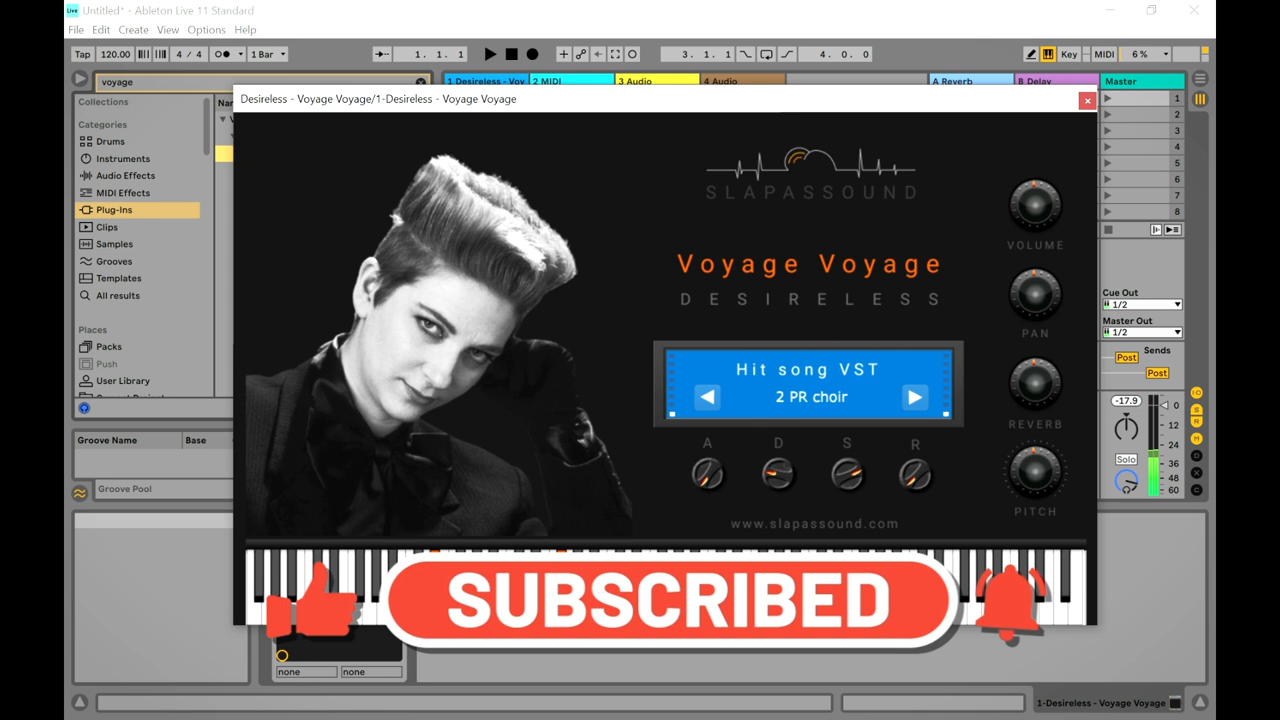 Live Untitled* - Ableton Live 11 Standard
File Edit Create View Options Help
Tap 120.00 4 / 4 1 Bar 1. 1. 1 3. 1. 1 4. 0. 0 Key MIDI 6 %
voyage
1 Desireless - Voy 2 MIDI 3 Audio 4 Audio A Reverb B Delay Master
Collections
Categories
Drums
Instruments
Audio Effects
MIDI Effects
Plug-Ins
Clips
Samples
Grooves
Templates
All results
Places
Packs
Push
User Library
Groove Name Base
Groove Pool
Desireless - Voyage Voyage/1-Desireless - Voyage Voyage
SLAPASSOUND
Voyage Voyage
DESIRELESS
Hit song VST
2 PR choir
A D S R
www.slapassound.com
VOLUME
PAN
REVERB
PITCH
1
2
3
4
5
6
7
8
Cue Out
1/2
Master Out
1/2
Sends
Post
Post
-17.9
0
12
24
36
48
60
Solo
SUBSCRIBED
none none
1-Desireless - Voyage Voyage